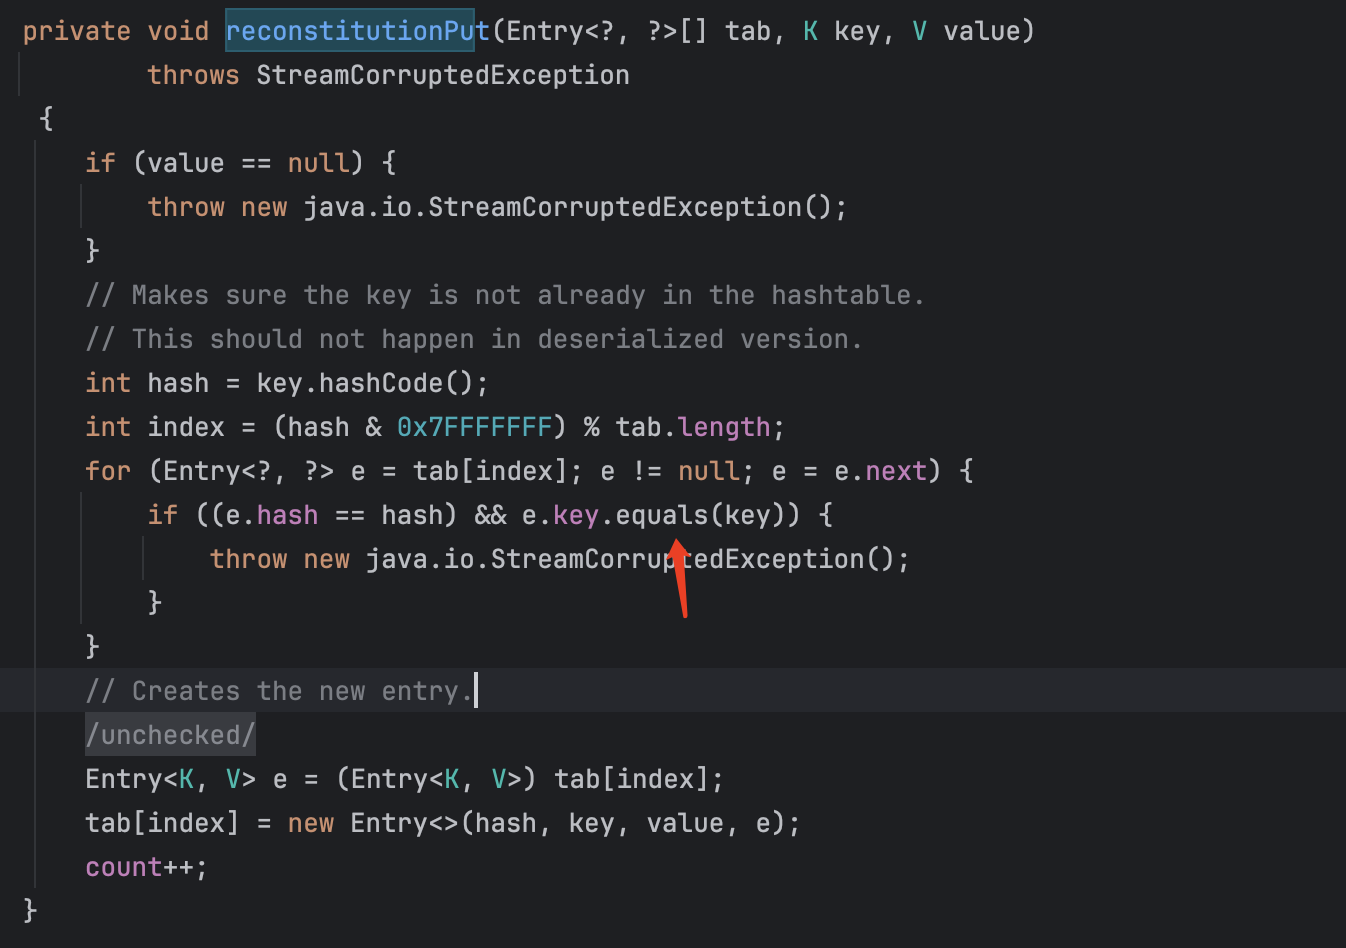 private void reconstitutionPut(Entry<?, ?>[] tab, K key, V value)
        throws StreamCorruptedException
 {
    if (value == null) {
        throw new java.io.StreamCorruptedException();
    }
    // Makes sure the key is not already in the hashtable.
    // This should not happen in deserialized version.
    int hash = key.hashCode();
    int index = (hash & 0x7FFFFFFF) % tab.length;
    for (Entry<?, ?> e = tab[index]; e != null; e = e.next) {
        if ((e.hash == hash) && e.key.equals(key)) {
            throw new java.io.StreamCorruptedException();
        }
    }
    // Creates the new entry.
    /unchecked/
    Entry<K, V> e = (Entry<K, V>) tab[index];
    tab[index] = new Entry<>(hash, key, value, e);
    count++;
}